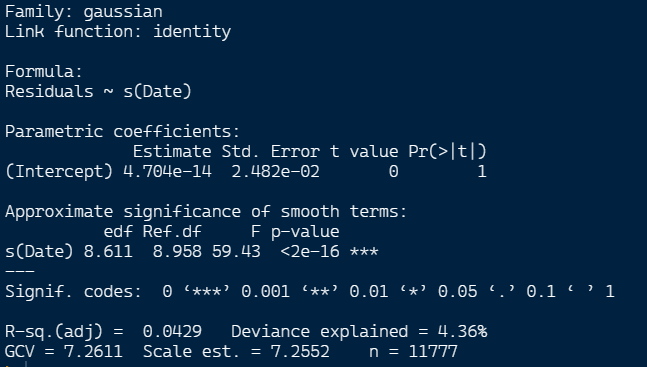 Family: gaussian
Link function: identity
Formula:
Residuals ~ s(Date)
Parametric coefficients:
Estimate Std. Error t value Pr(>|t|)
(Intercept) 4.704e-14 2.482e-02 0 1
Approximate significance of smooth terms:
edf Ref.df F p-value
s(Date) 8.611 8.958 59.43 <2e-16 ***
---
Signif. codes: 0 ‘***’ 0.001 ‘**’ 0.01 ‘*’ 0.05 ‘.’ 0.1 ‘ ’ 1
R-sq.(adj) = 0.0429 Deviance explained = 4.36%
GCV = 7.2611 Scale est. = 7.2552 n = 11777